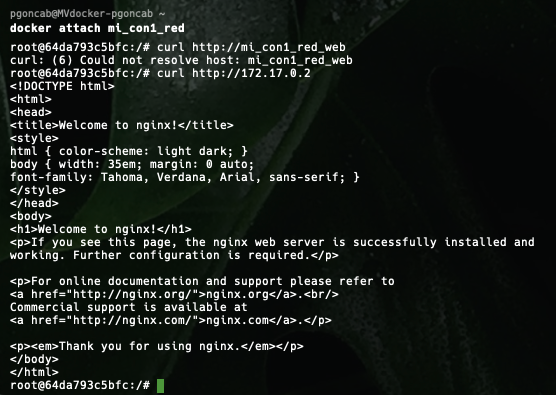 pgoncab@MVdocker-pgoncab ~
docker attach mi_con1_red
root@64da793c5bfc:/# curl http://mi_con1_red_web
curl: (6) Could not resolve host: mi_con1_red_web
root@64da793c5bfc:/# curl http://172.17.0.2
<!DOCTYPE html>
<html>
<head>
<title>Welcome to nginx!</title>
<style>
html { color-scheme: light dark; }
body { width: 35em; margin: 0 auto;
font-family: Tahoma, Verdana, Arial, sans-serif; }
</style>
</head>
<body>
<h1>Welcome to nginx!</h1>
<p>If you see this page, the nginx web server is successfully installed and
working. Further configuration is required.</p>

<p>For online documentation and support please refer to
<a href="http://nginx.org/">nginx.org</a>.<br/>
Commercial support is available at
<a href="http://nginx.com/">nginx.com</a>.</p>

<p><em>Thank you for using nginx.</em></p>
</body>
</html>
root@64da793c5bfc:/#